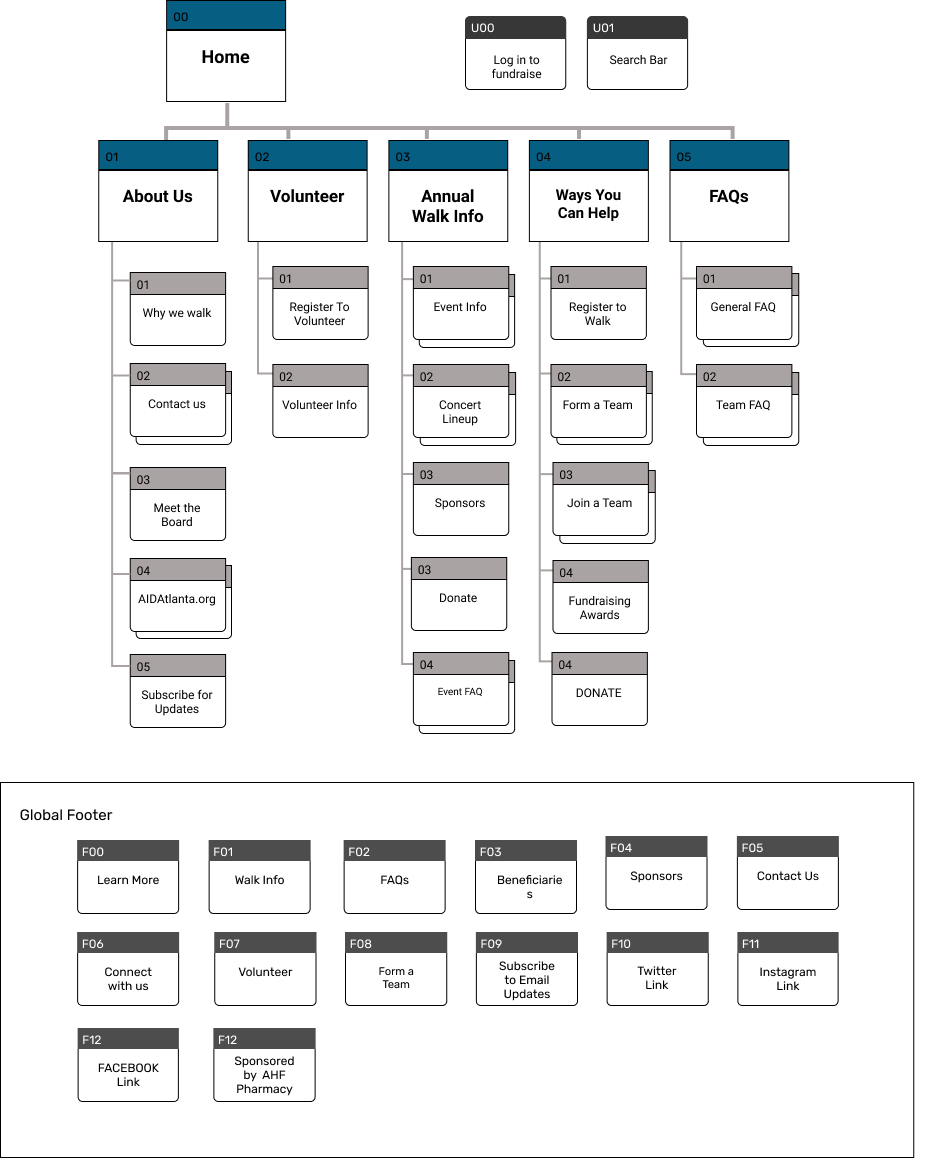 00
Home
U00
Log in to
fundraise
U01
Search Bar
01
About Us
02
Volunteer
03
Annual
Walk Info
04
Ways You
Can Help
05
FAQs
01
Why we walk
02
Contact us
03
Meet the
Board
04
AIDAtlanta.org
05
Subscribe for
Updates
01
Register To
Volunteer
02
Volunteer Info
01
Event Info
02
Concert
Lineup
03
Sponsors
03
Donate
04
Event FAQ
01
Register to
Walk
02
Form a Team
03
Join a Team
04
Fundraising
Awards
04
DONATE
01
General FAQ
02
Team FAQ
Global Footer
F00
Learn More
F01
Walk Info
F02
FAQs
F03
Beneficiarie
s
F04
Sponsors
F05
Contact Us
F06
Connect
with us
F07
Volunteer
F08
Form a
Team
F09
Subscribe
to Email
Updates
F10
Twitter
Link
F11
Instagram
Link
F12
FACEBOOK
Link
F12
Sponsored
by AHF
Pharmacy